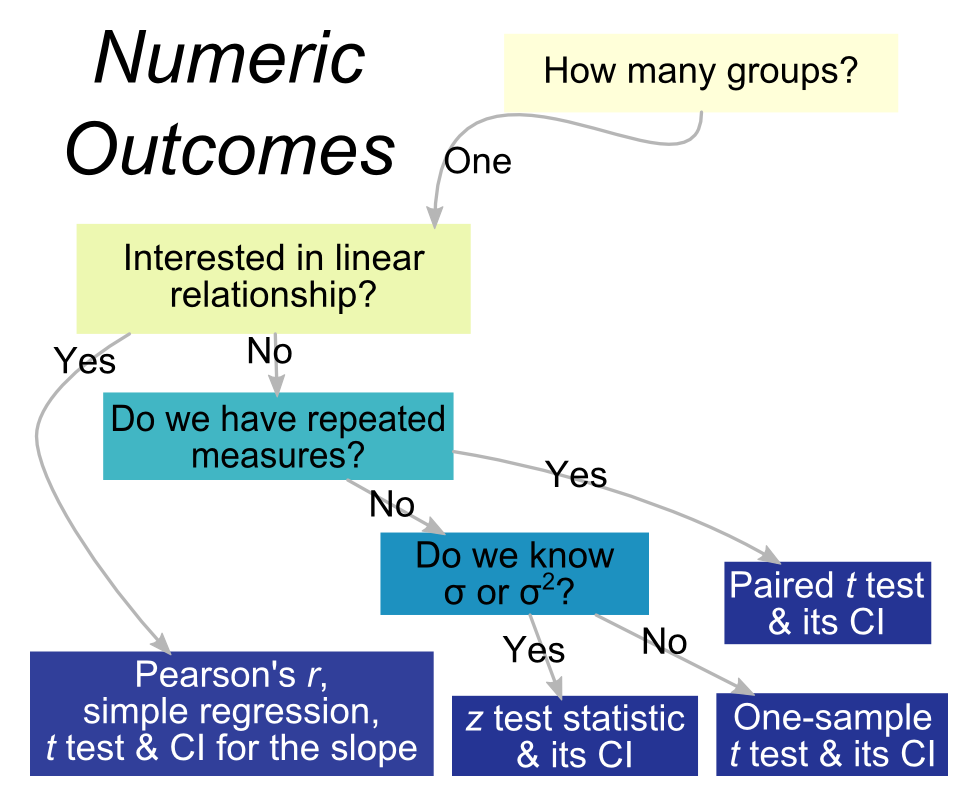 Numeric
Outcomes
How many groups?
One
Interested in linear
relationship?
Yes
No
Do we have repeated
measures?
No
Yes
Do we know
σ or σ²?
Yes
No
Paired t test
& its CI
Pearson's r,
simple regression,
t test & CI for the slope
z test statistic
& its CI
One-sample
t test & its CI